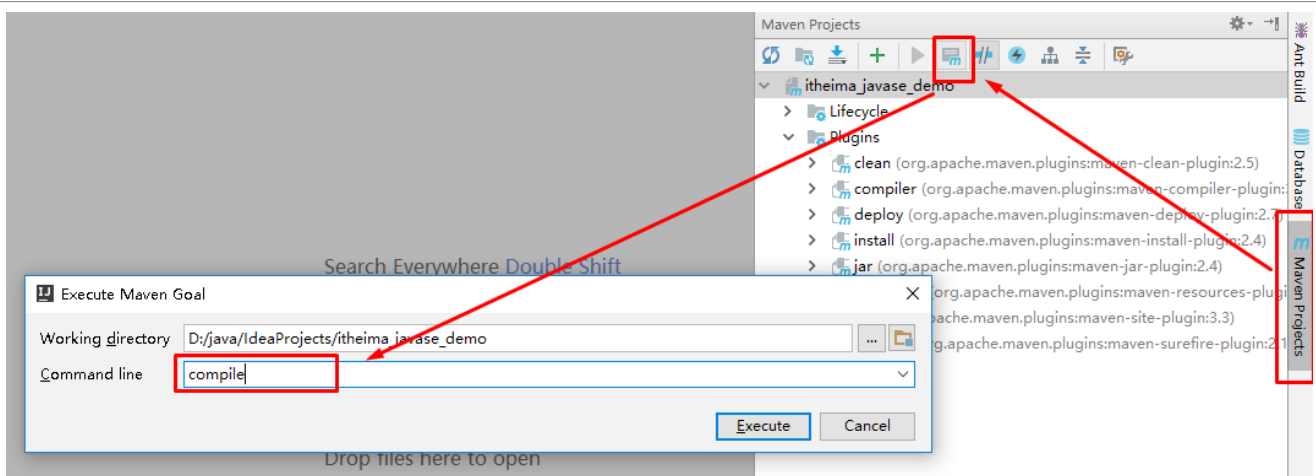 Maven Projects
itheima_javase_demo
Lifecycle
Plugins
clean (org.apache.maven.plugins:maven-clean-plugin:2.5)
compiler (org.apache.maven.plugins:maven-compiler-plugin:
deploy (org.apache.maven.plugins:maven-deploy-plugin:2.7)
install (org.apache.maven.plugins:maven-install-plugin:2.4)
jar (org.apache.maven.plugins:maven-jar-plugin:2.4)
org.apache.maven.plugins:maven-resources-plugi
pache.maven.plugins:maven-site-plugin:3.3)
g.apache.maven.plugins:maven-surefire-plugin:2.1
Ant Build
Database
Maven Projects
Search Everywhere Double Shift
Execute Maven Goal
Working directory D:/java/IdeaProjects/itheima_javase_demo ...
Command line compile
Execute Cancel
Drop files here to open